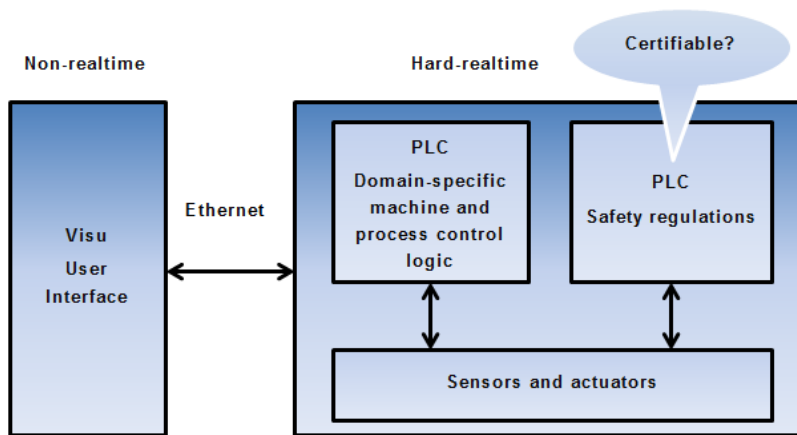 Certifiable?
Non-realtime
Hard-realtime
Visu
User
Interface
Ethernet
PLC
Domain-specific
machine and
process control
logic
PLC
Safety regulations
Sensors and actuators